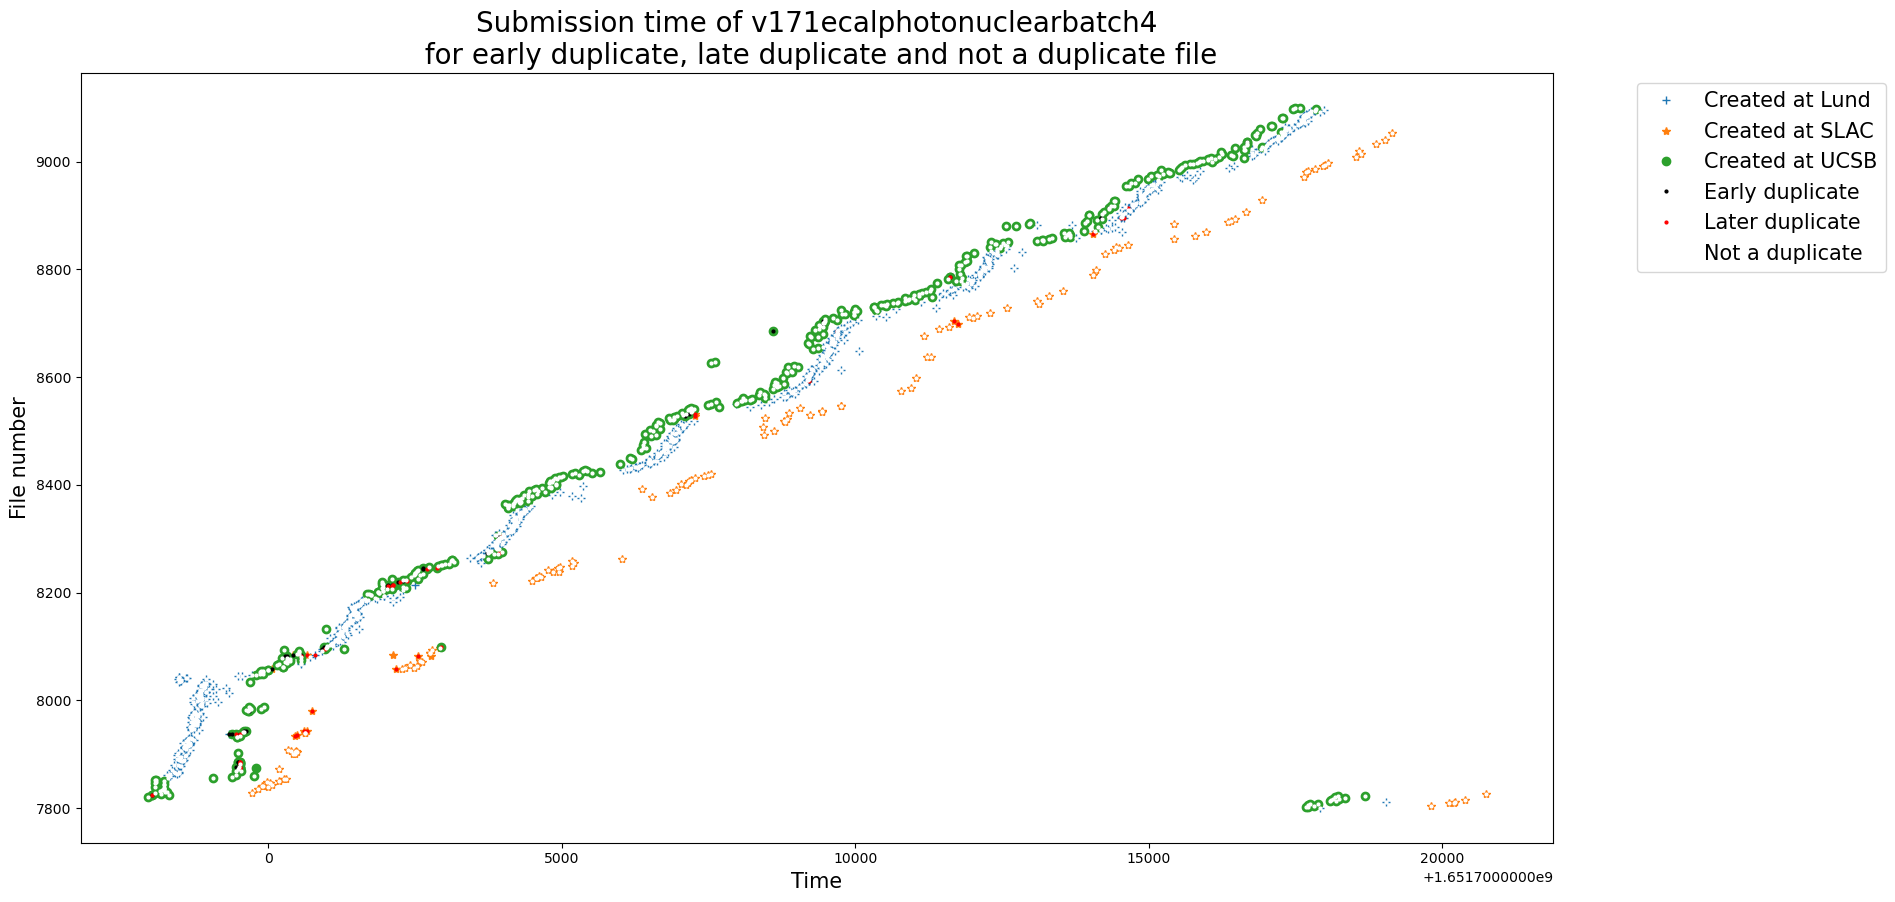 Submission time of v171ecalphotonuclearbatch4
for early duplicate, late duplicate and not a duplicate file
Created at Lund
Created at SLAC
Created at UCSB
Early duplicate
Later duplicate
Not a duplicate
File number
9000
8800
8600
8400
8200
8000
7800
0
5000
10000
15000
20000
+1.6517000000e9
Time